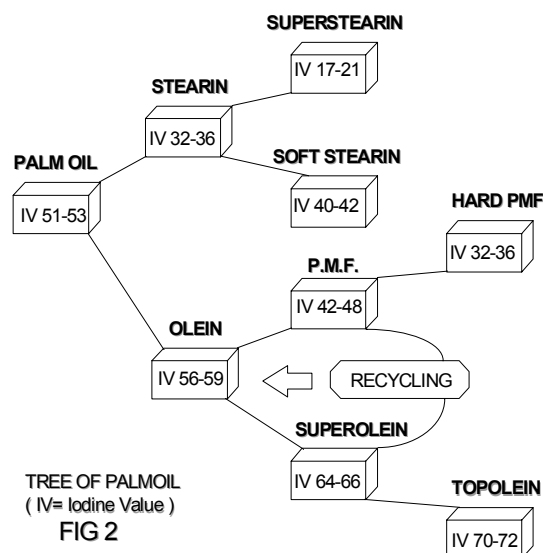 SUPERSTEARIN
IV 17-21
STEARIN
IV 32-36
SOFT STEARIN
IV 40-42
PALM OIL
IV 51-53
HARD PMF
IV 32-36
P.M.F.
IV 42-48
OLEIN
IV 56-59
RECYCLING
SUPEROLEIN
IV 64-66
TOPOLEIN
IV 70-72
TREE OF PALMOIL
( IV= Iodine Value )
FIG 2